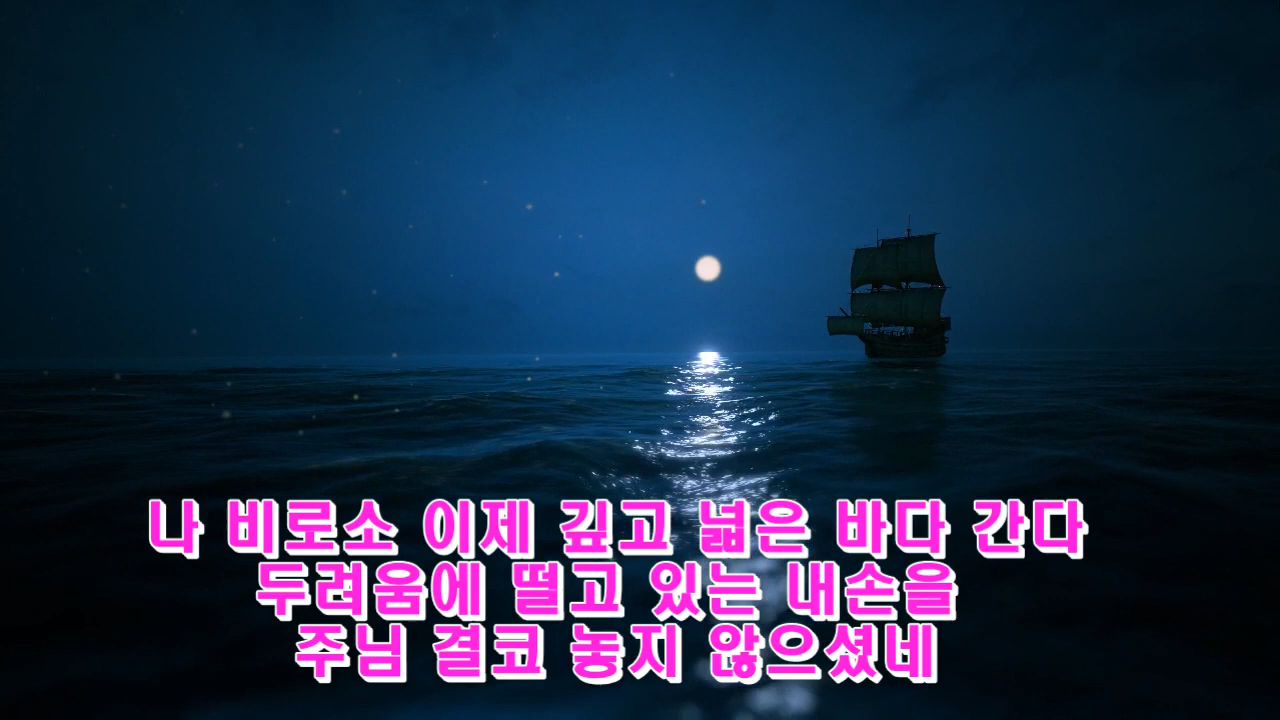 나 비로소 이제 깊고 넓은 바다 간다
두려움에 떨고 있는 내손을
주님 결코 놓지 않으셨네